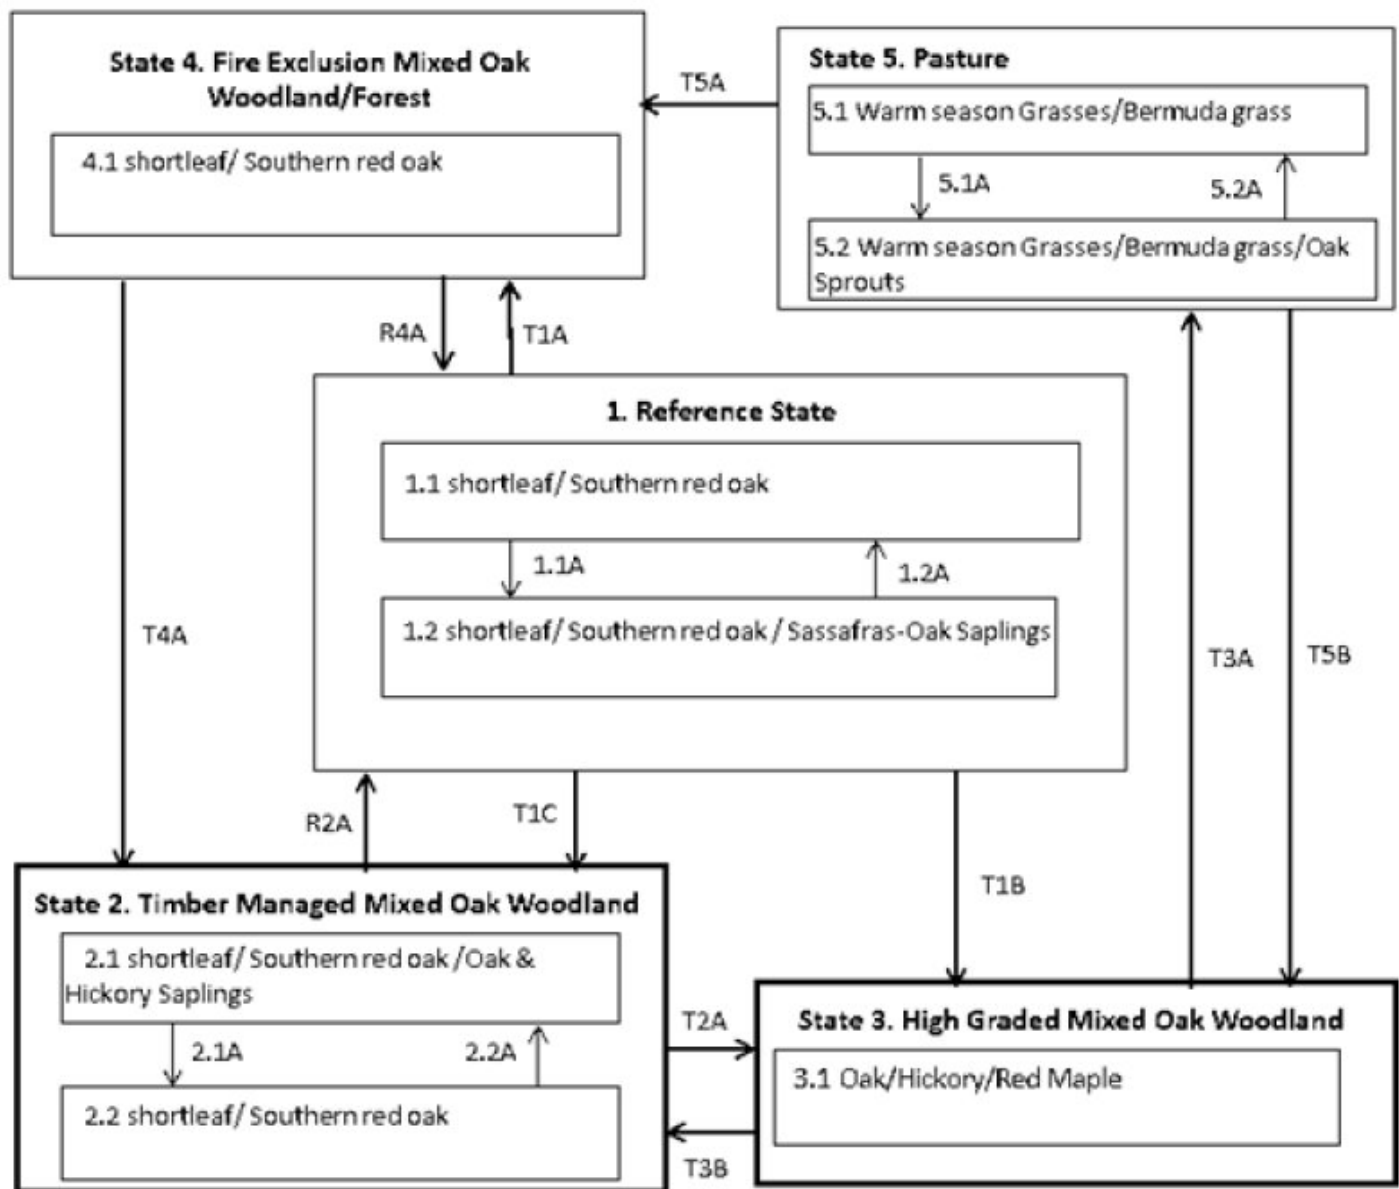 State 4. Fire Exclusion Mixed Oak
Woodland/Forest
4.1 shortleaf/ Southern red oak
T5A
State 5. Pasture
5.1 Warm season Grasses/Bermuda grass
5.1A
5.2A
5.2 Warm season Grasses/Bermuda grass/Oak
Sprouts
R4A
T1A
1. Reference State
1.1 shortleaf/ Southern red oak
1.1A
1.2A
1.2 shortleaf/ Southern red oak / Sassafras-Oak Saplings
T4A
T3A
T5B
R2A
T1C
T1B
State 2. Timber Managed Mixed Oak Woodland
2.1 shortleaf/ Southern red oak /Oak &
Hickory Saplings
2.1A
2.2A
2.2 shortleaf/ Southern red oak
T2A
T3B
State 3. High Graded Mixed Oak Woodland
3.1 Oak/Hickory/Red Maple